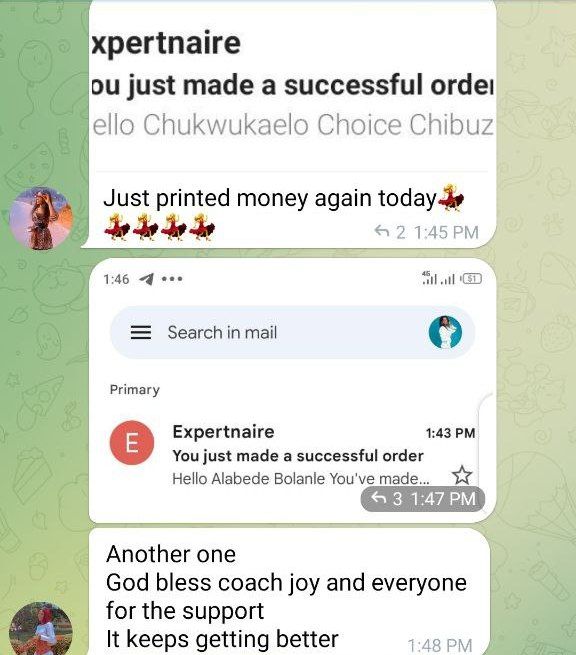 xpertnaire
ou just made a successful order
ello Chukwukaelo Choice Chibuz
Just printed money again today💃
💃💃💃💃
2 1:45 PM
1:46
4G
51
Search in mail
Primary
E
Expertnaire
1:43 PM
You just made a successful order
Hello Alabede Bolanle You've made...
3 1:47 PM
Another one
God bless coach joy and everyone
for the support
It keeps getting better
1:48 PM